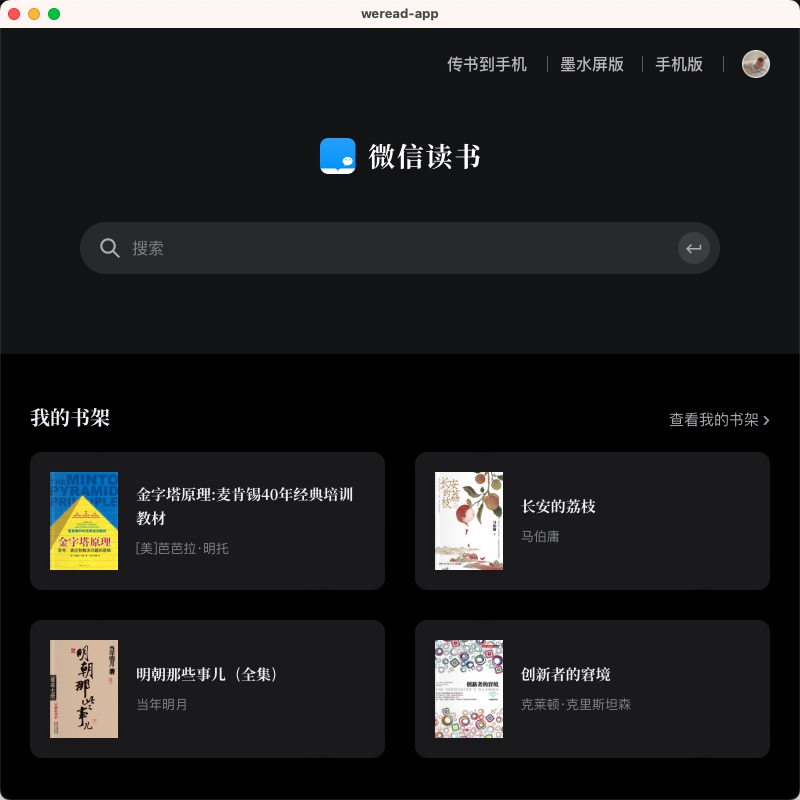 weread-app
传书到手机
墨水屏版
手机版
微信读书
搜索
我的书架
查看我的书架
THE MINTO
PYRAMID
PRINCIPLE
金字塔原理
金字塔原理:麦肯锡40年经典培训
教材
[美]芭芭拉·明托
长安的荔枝
马伯庸
长安的荔枝
马伯庸
明朝那些事儿
当年明月 著
明朝那些事儿（全集）
当年明月
创新者的窘境
创新者的窘境
克莱顿·克里斯坦森